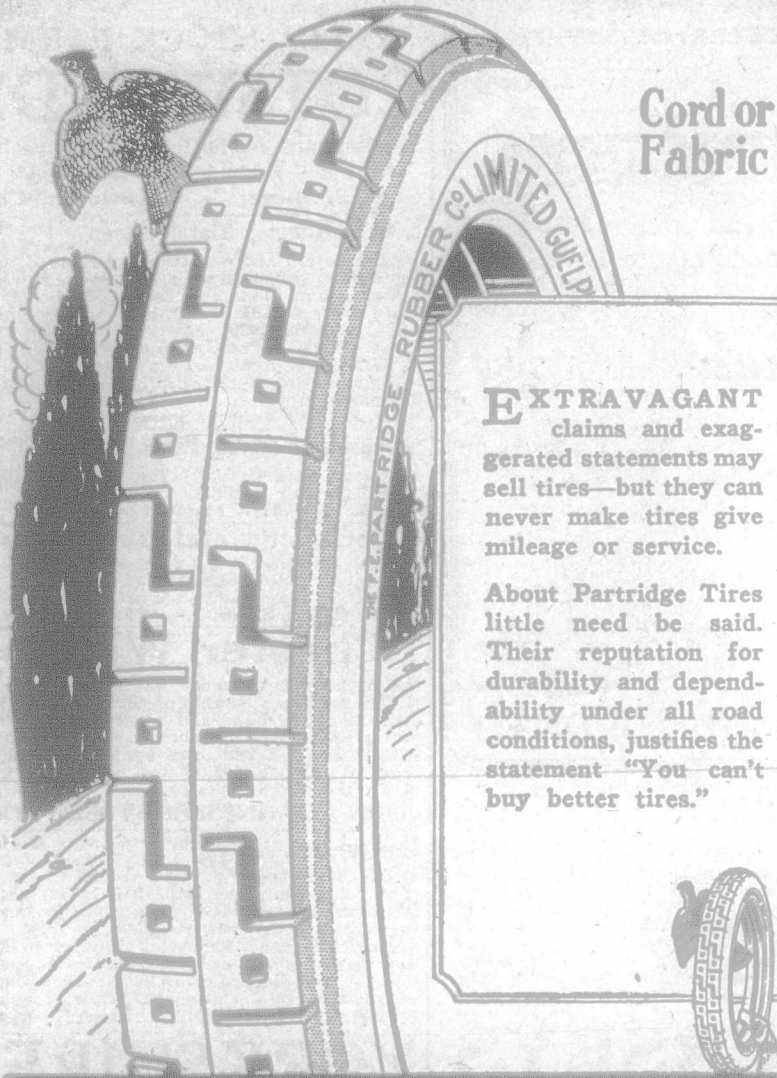 Cord or
Fabric
THE F.E. PARTRIDGE RUBBER Co. LIMITED GUELP
EXTRAVAGANT
claims and exag-
gerated statements may
sell tires—but they can
never make tires give
mileage or service.
About Partridge Tires
little need be said.
Their reputation for
durability and depend-
ability under all road
conditions, justifies the
statement “You can’t
buy better tires.”